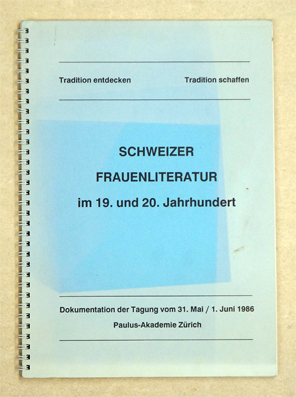 Tradition entdecken Tradition schaffen
SCHWEIZER
FRAUENLITERATUR
im 19. und 20. Jahrhundert
Dokumentation der Tagung vom 31. Mai / 1. Juni 1986
Paulus-Akademie Zürich